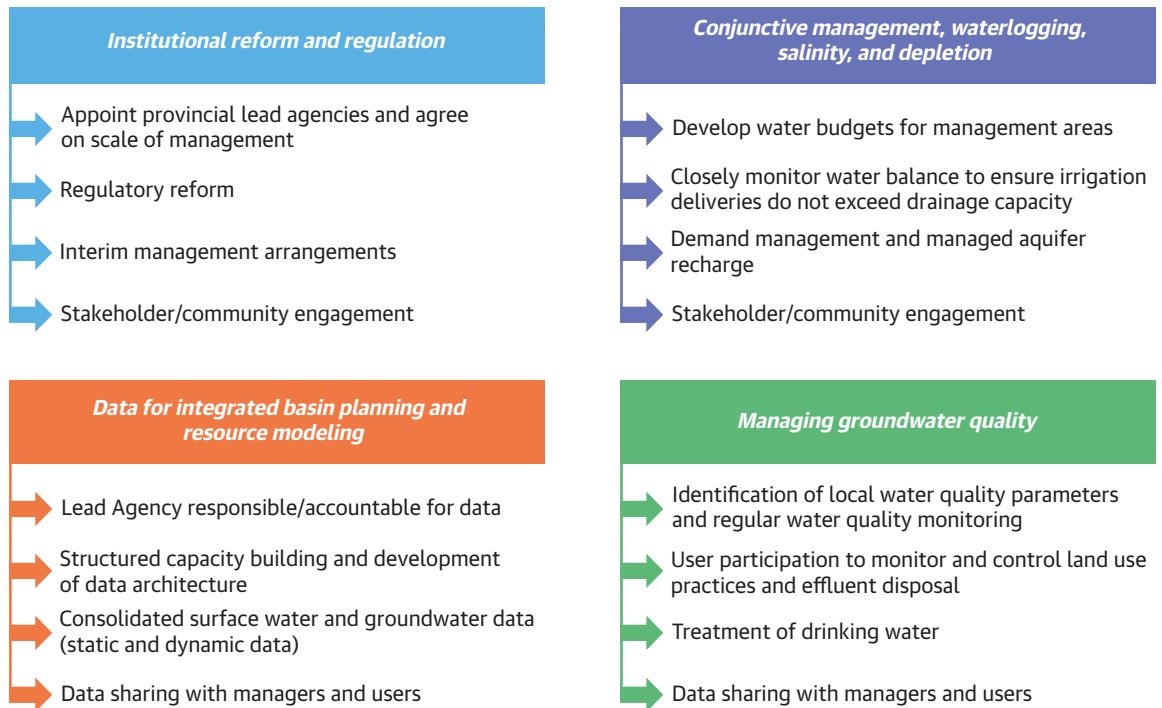 Institutional reform and regulation
Appoint provincial lead agencies and agree
on scale of management
Regulatory reform
Interim management arrangements
Stakeholder/community engagement
Conjunctive management, waterlogging,
salinity, and depletion
Develop water budgets for management areas
Closely monitor water balance to ensure irrigation
deliveries do not exceed drainage capacity
Demand management and managed aquifer
recharge
Stakeholder/community engagement
Data for integrated basin planning and
resource modeling
Lead Agency responsible/accountable for data
Structured capacity building and development
of data architecture
Consolidated surface water and groundwater data
(static and dynamic data)
Data sharing with managers and users
Managing groundwater quality
Identification of local water quality parameters
and regular water quality monitoring
User participation to monitor and control land use
practices and effluent disposal
Treatment of drinking water
Data sharing with managers and users